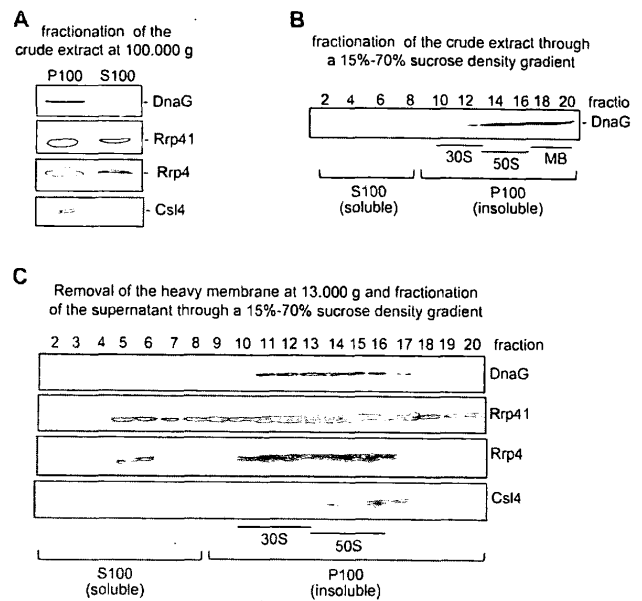 A
fractionation of the
crude extract at 100.000 g
P100 S100
- DnaG
- Rrp41
- Rrp4
- Csl4
B
fractionation of the crude extract through
a 15%-70% sucrose density gradient
2 4 6 8 10 12 14 16 18 20 fractio
- DnaG
30S 50S MB
S100 P100
(soluble) (insoluble)
C
Removal of the heavy membrane at 13.000 g and fractionation
of the supernatant through a 15%-70% sucrose density gradient
2 3 4 5 6 7 8 9 10 11 12 13 14 15 16 17 18 19 20 fraction
DnaG
Rrp41
Rrp4
Csl4
30S 50S
S100 P100
(soluble) (insoluble)